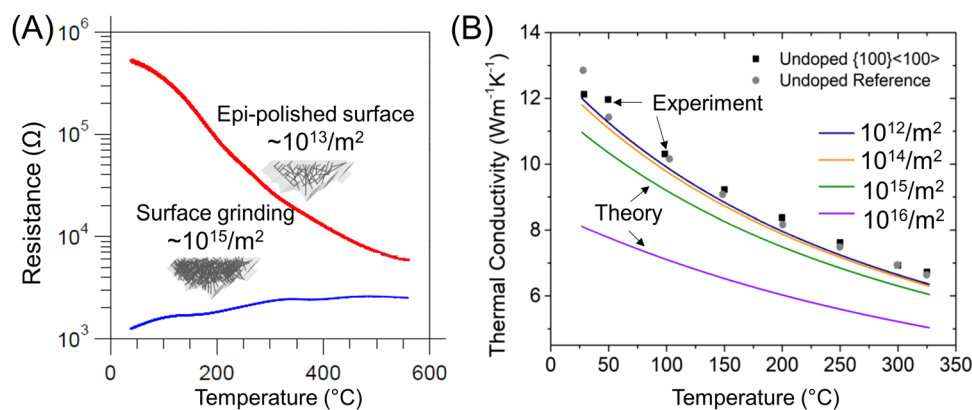 (A)
10⁶
10⁵
10⁴
10³
Resistance (Ω)
Epi-polished surface
~10¹³/m²
Surface grinding
~10¹⁵/m²
0
200
400
600
Temperature (°C)
(B)
14
12
10
8
6
Thermal Conductivity (Wm⁻¹K⁻¹)
Undoped {100}<100>
Undoped Reference
Experiment
Theory
10¹²/m²
10¹⁴/m²
10¹⁵/m²
10¹⁶/m²
0
50
100
150
200
250
300
350
Temperature (°C)